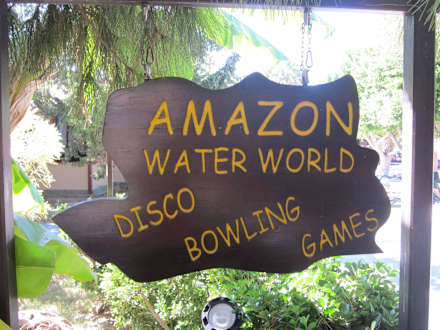 AMAZON
WATER WORLD
DISCO
BOWLING
GAMES